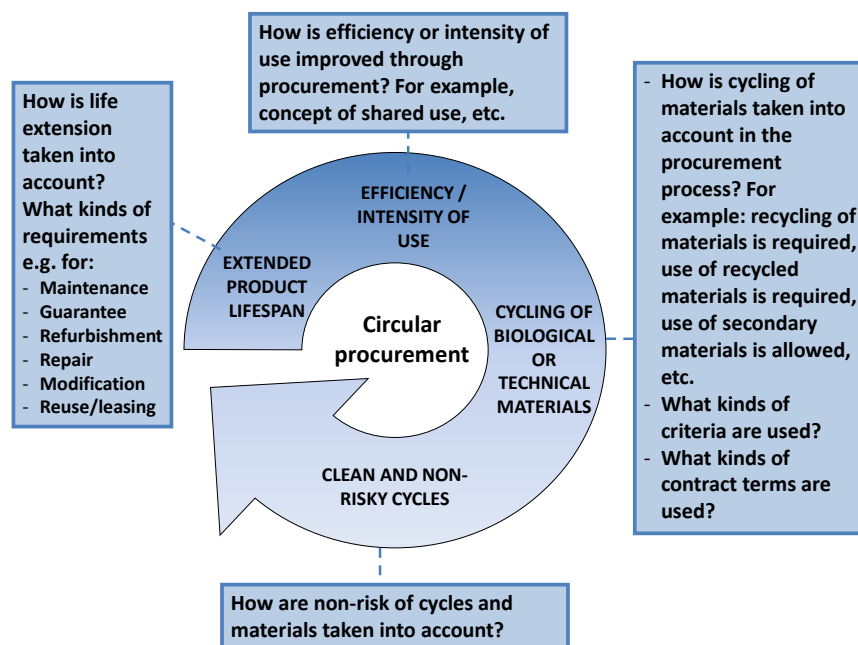 How is efficiency or intensity of
use improved through
procurement? For example,
concept of shared use, etc.
How is life
extension
taken into
account?
What kinds of
requirements
e.g. for:
- Maintenance
- Guarantee
- Refurbishment
- Repair
- Modification
- Reuse/leasing
- How is cycling of
materials taken into
account in the
procurement
process? For
example: recycling of
materials is required,
use of recycled
materials is required,
use of secondary
materials is allowed,
etc.
- What kinds of
criteria are used?
- What kinds of
contract terms are
used?
EFFICIENCY /
INTENSITY OF
USE
EXTENDED
PRODUCT
LIFESPAN
Circular
procurement
CYCLING OF
BIOLOGICAL
OR
TECHNICAL
MATERIALS
CLEAN AND NON-
RISKY CYCLES
How are non-risk of cycles and
materials taken into account?